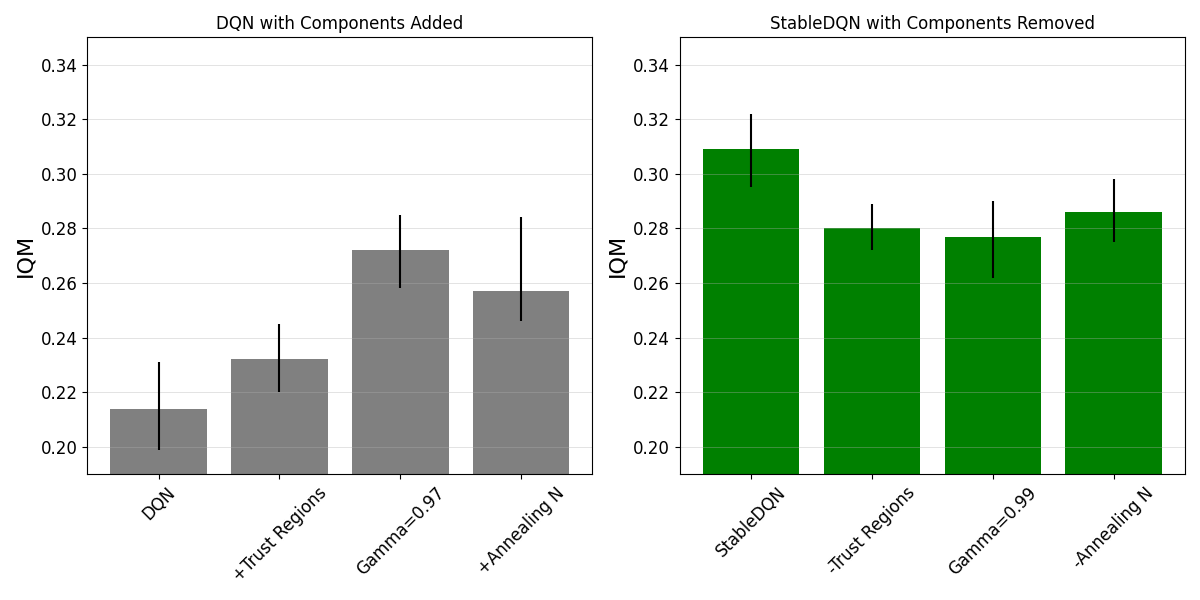 DQN with Components Added
IQM
0.34
0.32
0.30
0.28
0.26
0.24
0.22
0.20
DQN
+Trust Regions
Gamma=0.97
+Annealing N
StableDQN with Components Removed
IQM
0.34
0.32
0.30
0.28
0.26
0.24
0.22
0.20
StableDQN
-Trust Regions
Gamma=0.99
-Annealing N